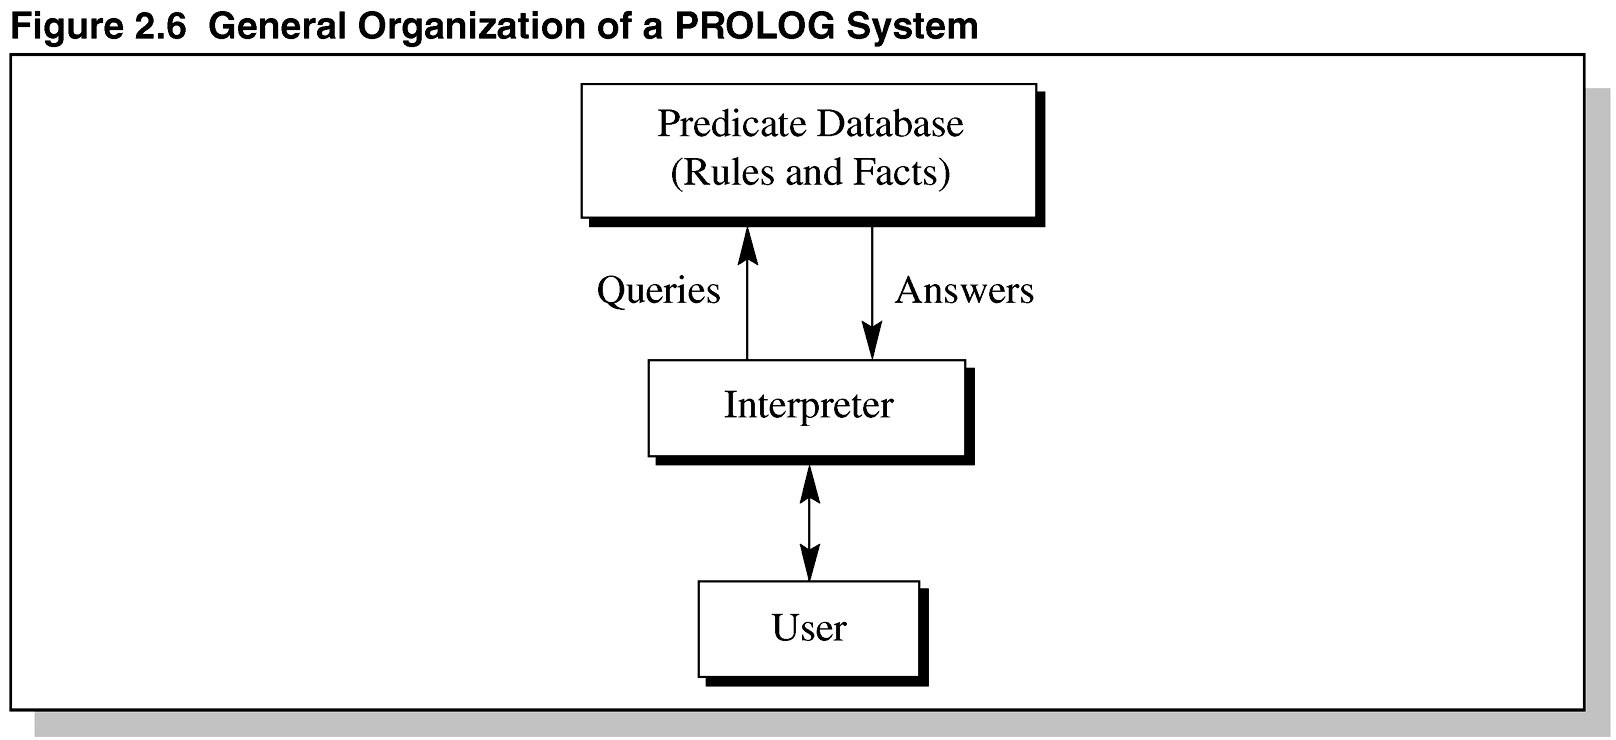 Figure 2.6 General Organization of a PROLOG System
Predicate Database
(Rules and Facts)
Queries
Answers
Interpreter
User